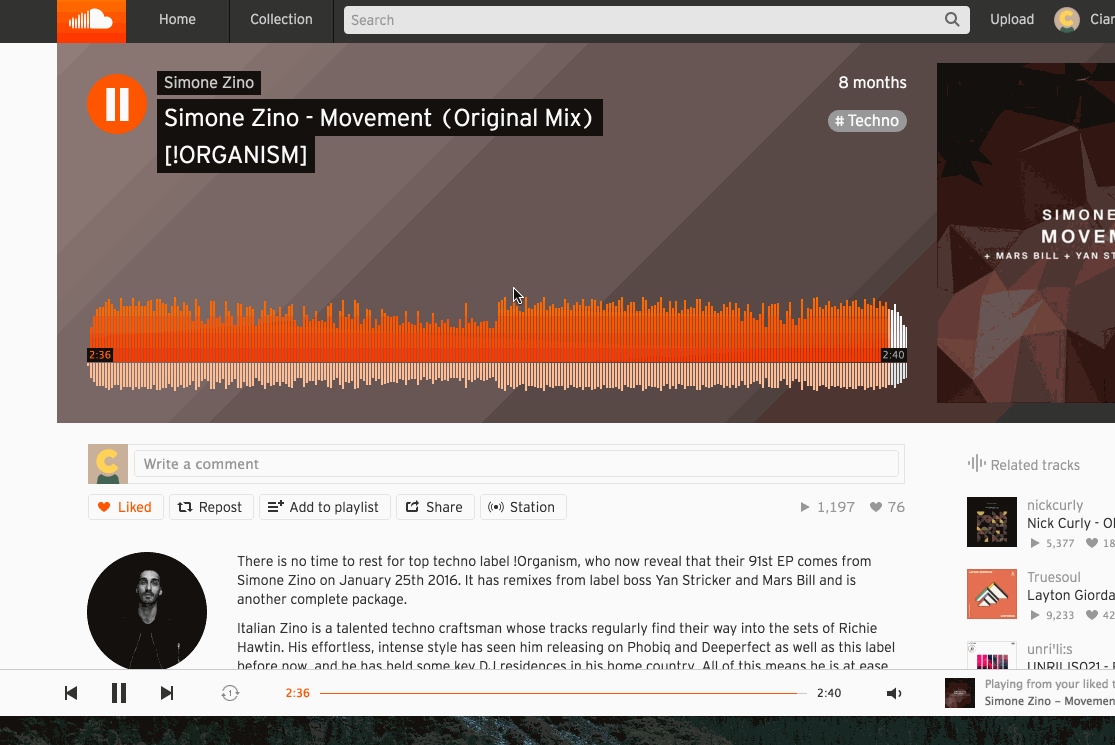 Home
Collection
Search
Upload
Simone Zino
8 months
Simone Zino - Movement (Original Mix)
# Techno
[!ORGANISM]
SIMONE
MOVEM
+ MARS BILL + YAN ST
2:36
2:40
Write a comment
Liked
Repost
Add to playlist
Share
Station
1,197
76
Related tracks
nickcurly
Nick Curly - Ol
5,377
18
There is no time to rest for top techno label !Organism, who now reveal that their 91st EP comes from
Simone Zino on January 25th 2016. It has remixes from label boss Yan Stricker and Mars Bill and is
another complete package.
Truesoul
Layton Giorda
9,233
42
Italian Zino is a talented techno craftsman whose tracks regularly find their way into the sets of Richie
Hawtin. His effortless, intense style has seen him releasing on Phobiq and Deeperfect as well as this label
before now, and he has held some key DJ residences in his home country. All of this means he is at ease
unri'li:s
1
2:36
2:40
Playing from your liked t
Simone Zino – Movemen